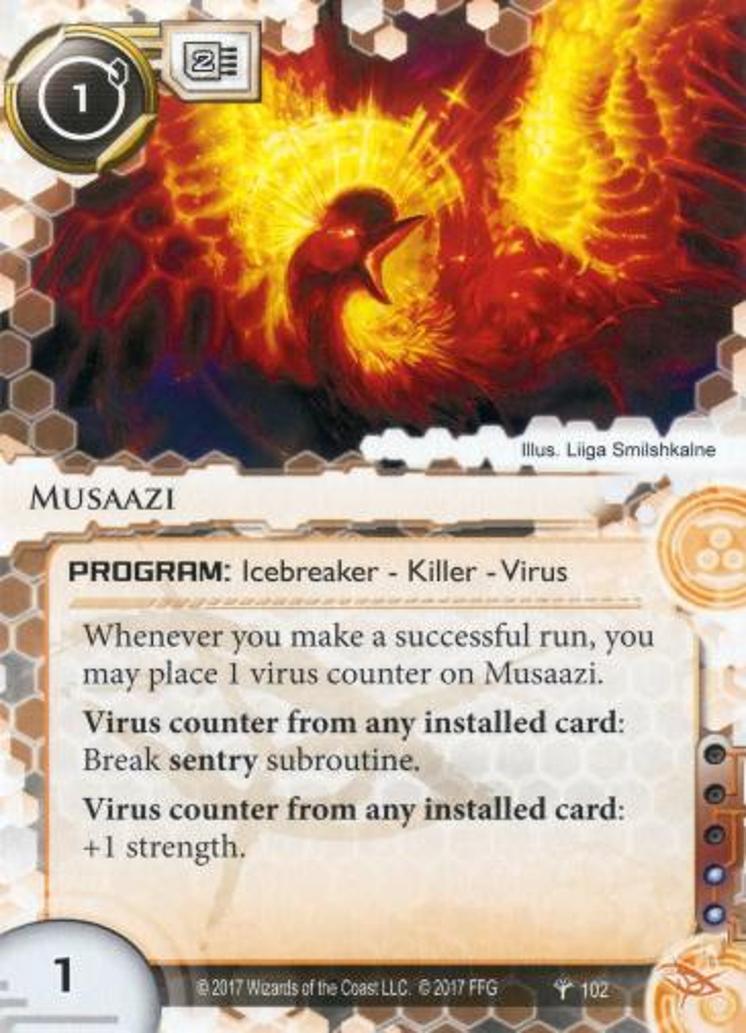 1
2
Illus. Liiga Smilshkalne
MUSAAZI
PROGRAM: Icebreaker - Killer - Virus
Whenever you make a successful run, you
may place 1 virus counter on Musaazi.
Virus counter from any installed card:
Break sentry subroutine.
Virus counter from any installed card:
+1 strength.
1
© 2017 Wizards of the Coast LLC. © 2017 FFG 102